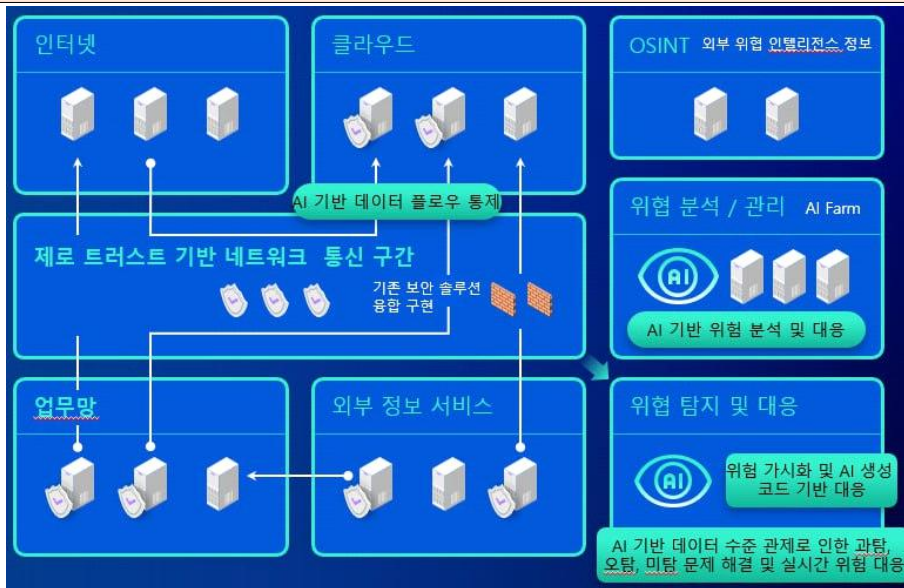 인터넷
클라우드
OSINT 외부 위협 인텔리전스 정보
AI 기반 데이터 플로우 통제
위협 분석 / 관리 AI Farm
AI
AI 기반 위험 분석 및 대응
제로 트러스트 기반 네트워크 통신 구간
기존 보안 솔루션
융합 구현
업무망
외부 정보 서비스
위협 탐지 및 대응
AI
위험 가시화 및 AI 생성
코드 기반 대응
AI 기반 데이터 수준 관제로 인한 과탐,
오탐, 미탐 문제 해결 및 실시간 위험 대응